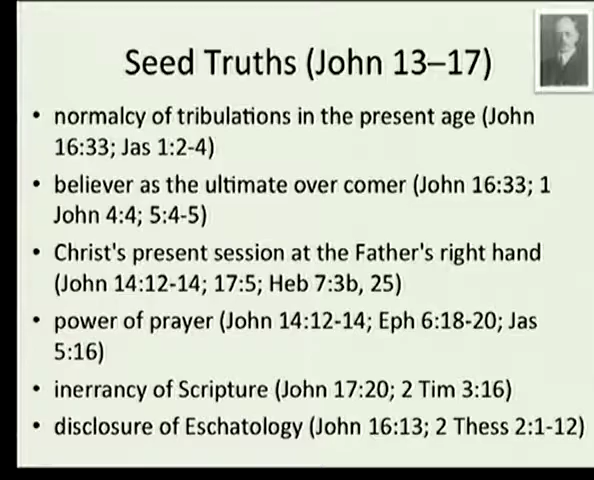 Seed Truths (John 13–17)
• normalcy of tribulations in the present age (John
16:33; Jas 1:2-4)
• believer as the ultimate over comer (John 16:33; 1
John 4:4; 5:4-5)
• Christ's present session at the Father's right hand
(John 14:12-14; 17:5; Heb 7:3b, 25)
• power of prayer (John 14:12-14; Eph 6:18-20; Jas
5:16)
• inerrancy of Scripture (John 17:20; 2 Tim 3:16)
• disclosure of Eschatology (John 16:13; 2 Thess 2:1-12)